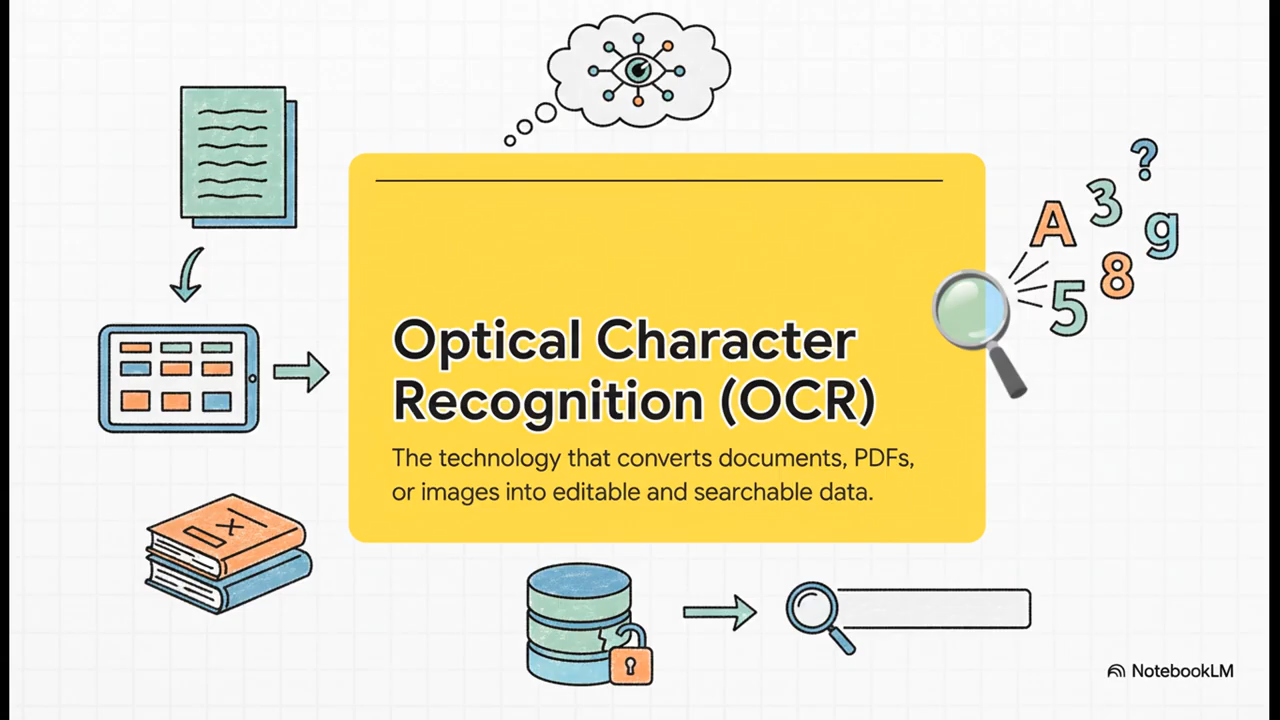 ?
3
A
g
8
5
Optical Character
Recognition (OCR)
The technology that converts documents, PDFs,
or images into editable and searchable data.
X
NotebookLM